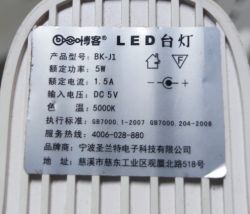 博客 LED台灯
产品型号: BK-J1
额定功率: 5W
额定电流: 1.5A
输入电压: DC 5V
色温: 5000K
执行标准: GB7000.1-2007 GB7000.204-2008
服务热线: 4006-028-880
品牌商: 宁波圣兰特电子科技有限公司
地址: 慈溪市慈东工业区观厘北路518号